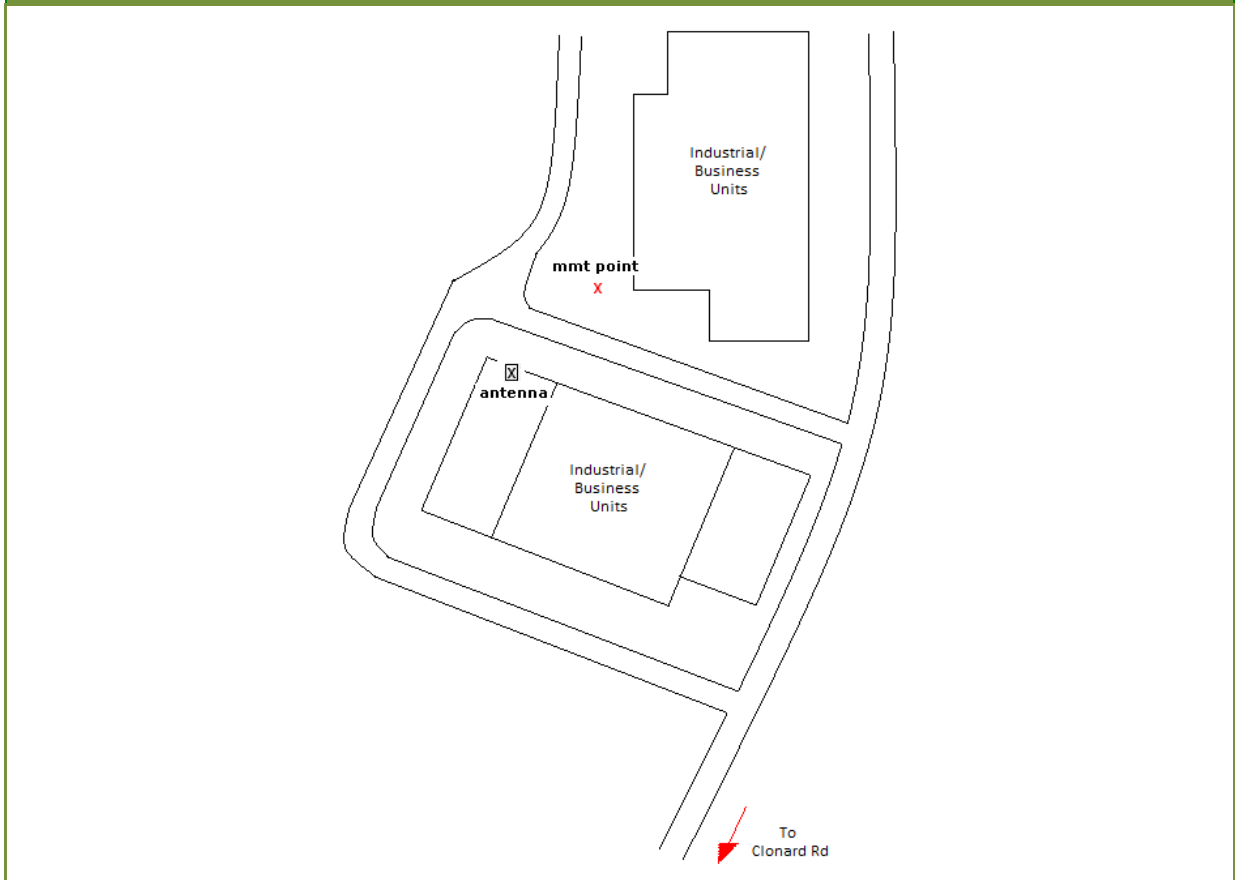 Industrial/
Business
Units
mmt point
X
X
antenna
Industrial/
Business
Units
To
Clonard Rd